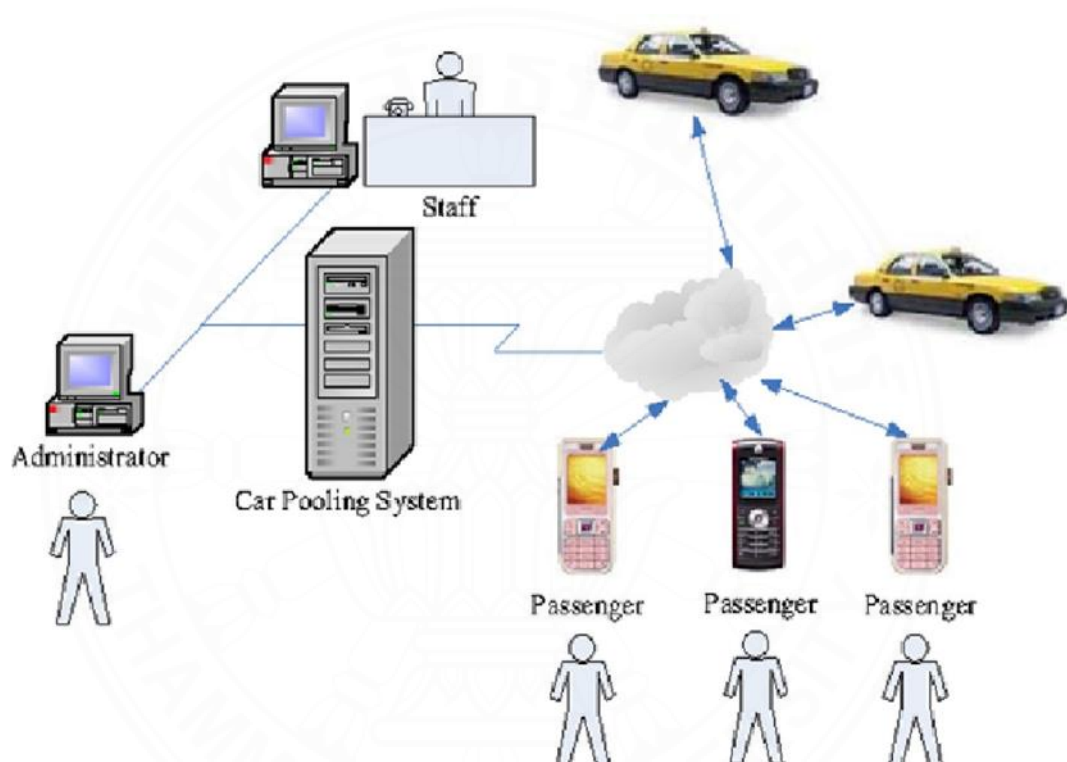 Staff
Administrator
Car Pooling System
Passenger
Passenger
Passenger